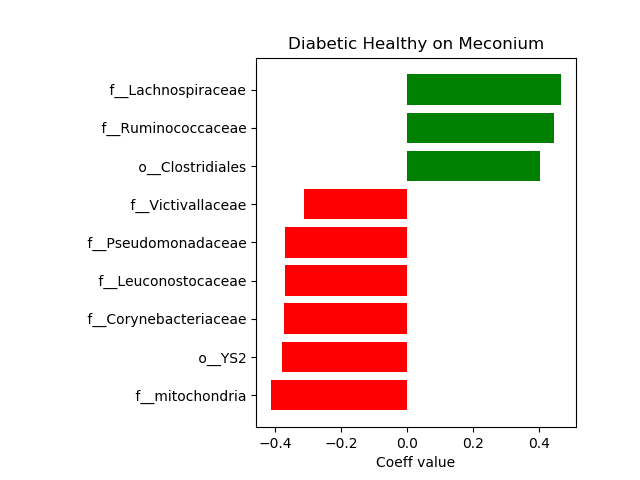 Diabetic Healthy on Meconium
f__Lachnospiraceae
f__Ruminococcaceae
o__Clostridiales
f__Victivallaceae
f__Pseudomonadaceae
f__Leuconostocaceae
f__Corynebacteriaceae
o__YS2
f__mitochondria
−0.4 −0.2 0.0 0.2 0.4
Coeff value